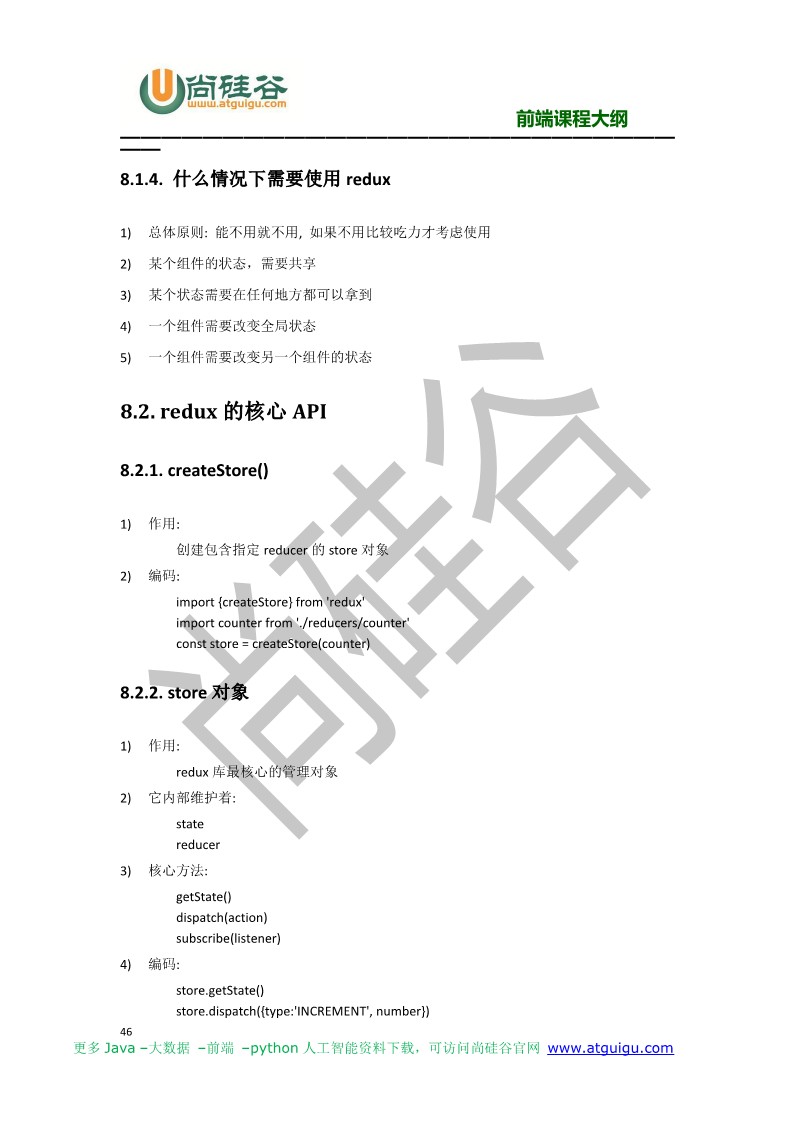 尚硅谷
www.atguigu.com
前端课程大纲
8.1.4. 什么情况下需要使用 redux
1) 总体原则: 能不用就不用, 如果不用比较吃力才考虑使用
2) 某个组件的状态，需要共享
3) 某个状态需要在任何地方都可以拿到
4) 一个组件需要改变全局状态
5) 一个组件需要改变另一个组件的状态
8.2. redux 的核心 API
8.2.1. createStore()
1) 作用:
创建包含指定 reducer 的 store 对象
2) 编码:
import {createStore} from 'redux'
import counter from './reducers/counter'
const store = createStore(counter)
8.2.2. store 对象
1) 作用:
redux 库最核心的管理对象
2) 它内部维护着:
state
reducer
3) 核心方法:
getState()
dispatch(action)
subscribe(listener)
4) 编码:
store.getState()
store.dispatch({type:'INCREMENT', number})
46
更多 Java –大数据 –前端 –python 人工智能资料下载，可访问尚硅谷官网 www.atguigu.com
尚硅谷